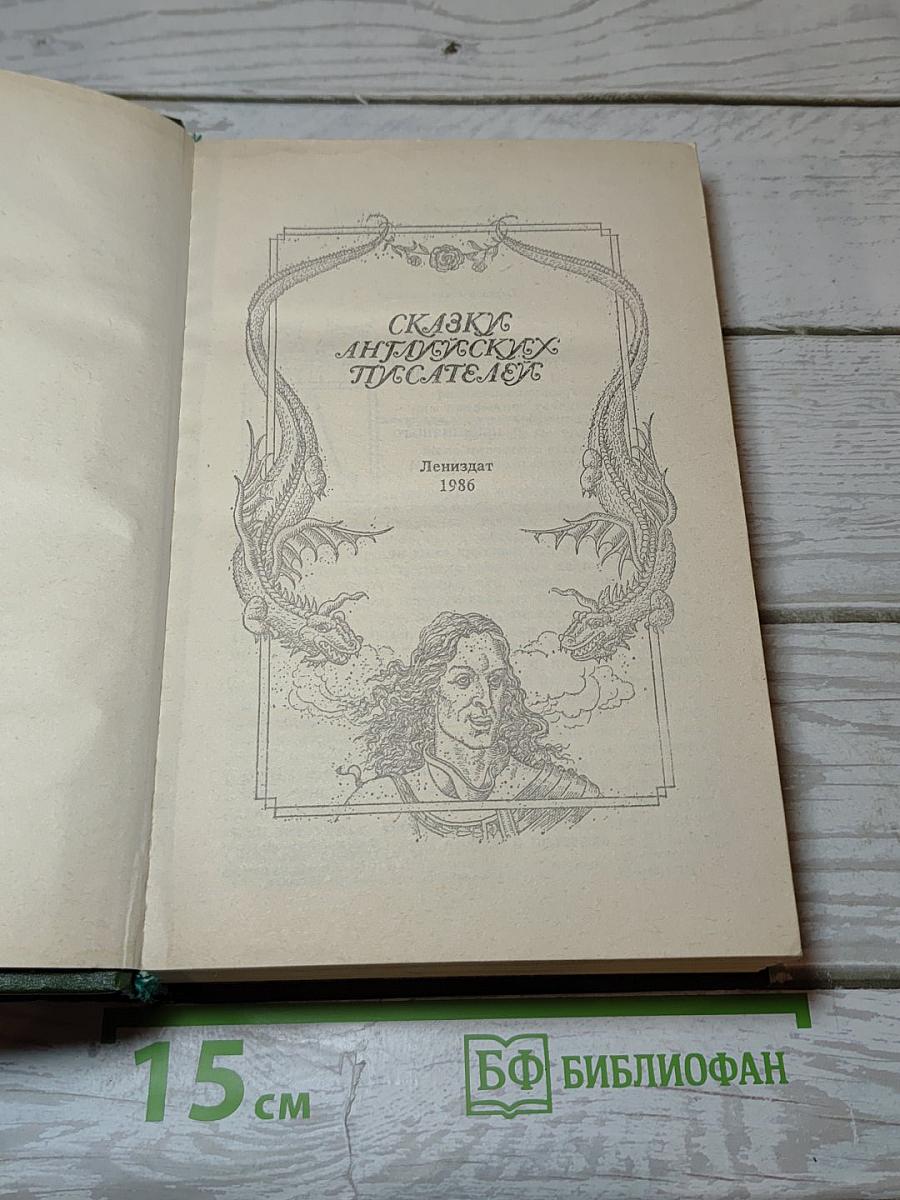 СКАЗКИ
АНГЛИЙСКИХ
ПИСАТЕЛЕЙ
Лениздат
1986
15 см
БФ БИБЛИОФАН